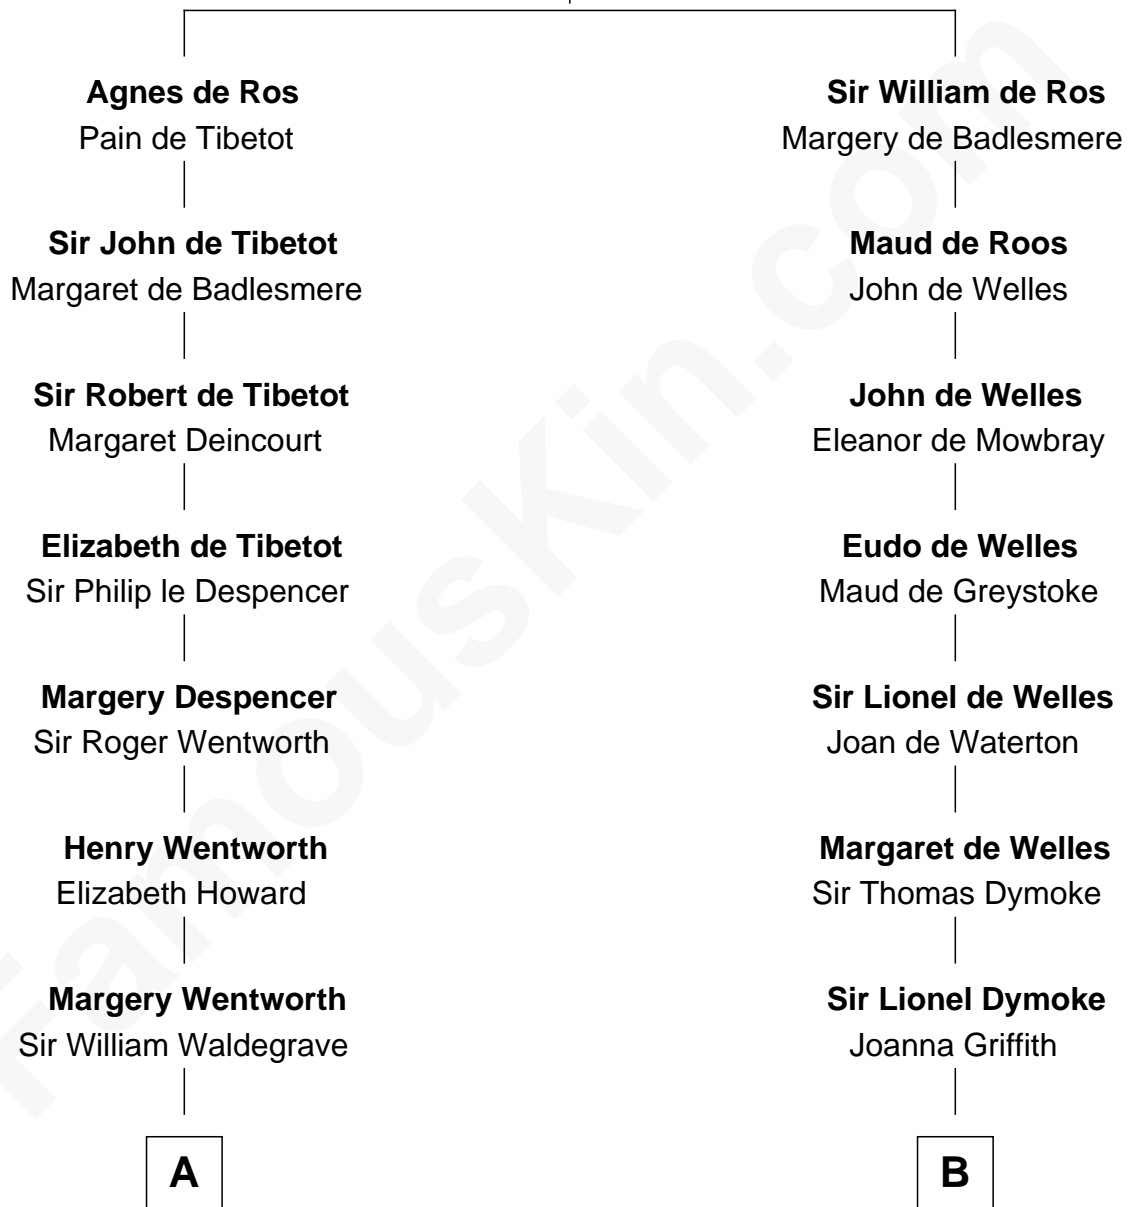 Agnes de Ros
Pain de Tibetot
Sir William de Ros
Margery de Badlesmere
Sir John de Tibetot
Margaret de Badlesmere
Maud de Roos
John de Welles
Sir Robert de Tibetot
Margaret Deincourt
John de Welles
Eleanor de Mowbray
Elizabeth de Tibetot
Sir Philip le Despencer
Eudo de Welles
Maud de Greystoke
Margery Despencer
Sir Roger Wentworth
Sir Lionel de Welles
Joan de Waterton
Henry Wentworth
Elizabeth Howard
Margaret de Welles
Sir Thomas Dymoke
Margery Wentworth
Sir William Waldegrave
Sir Lionel Dymoke
Joanna Griffith
A
B
FamousKin.com